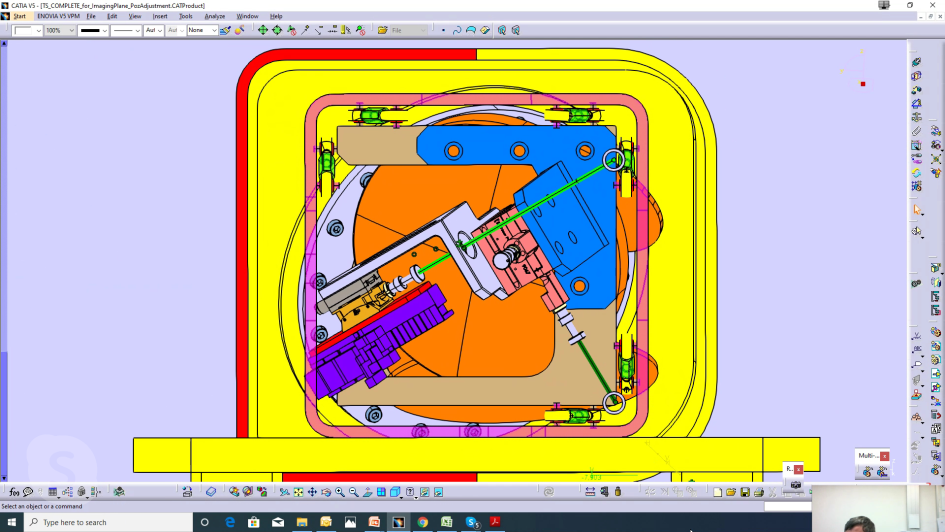 CATIA V5 - [TS_COMPLETE_for_ImagingPlane_PozAdjustment.CATProduct]
Start ENOVIA V5 VPM File Edit View Insert Tools Analyze Window Help
100% Aut Aut None File
Multi-...
R...
Select an object or a command
Type here to search